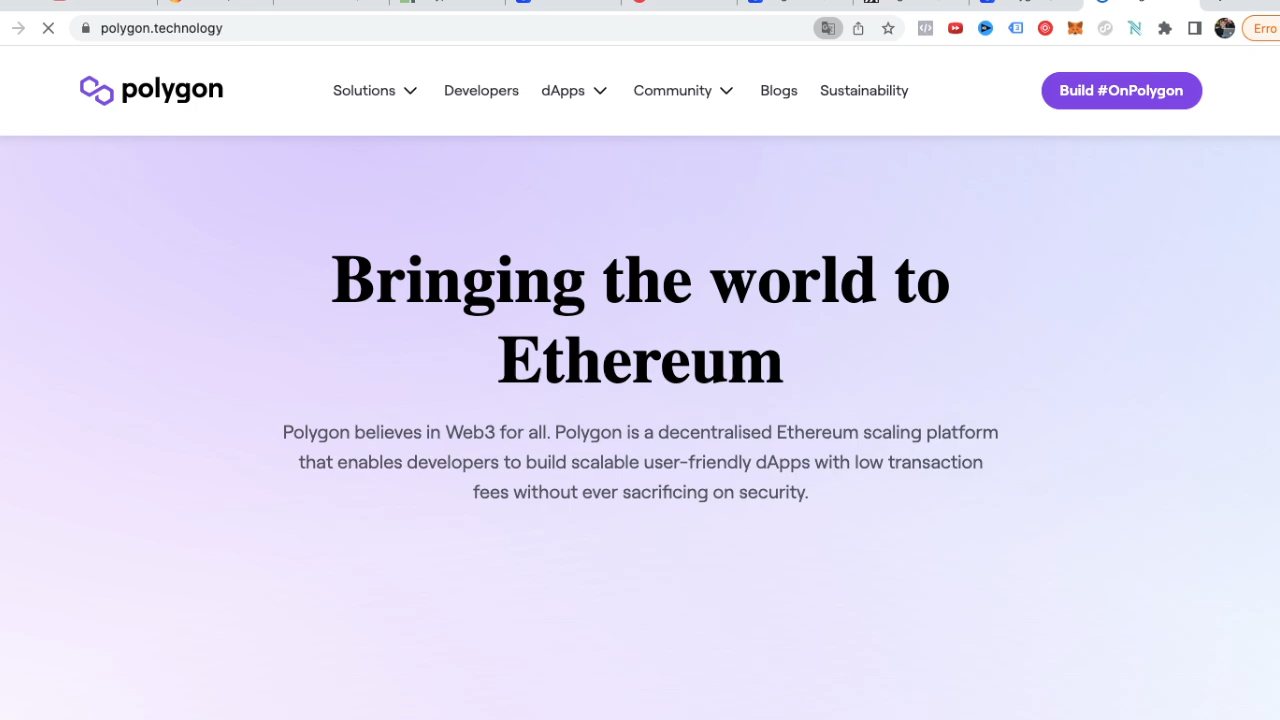 polygon.technology
Erro
polygon
Solutions
Developers
dApps
Community
Blogs
Sustainability
Build #OnPolygon
Bringing the world to
Ethereum
Polygon believes in Web3 for all. Polygon is a decentralised Ethereum scaling platform
that enables developers to build scalable user-friendly dApps with low transaction
fees without ever sacrificing on security.